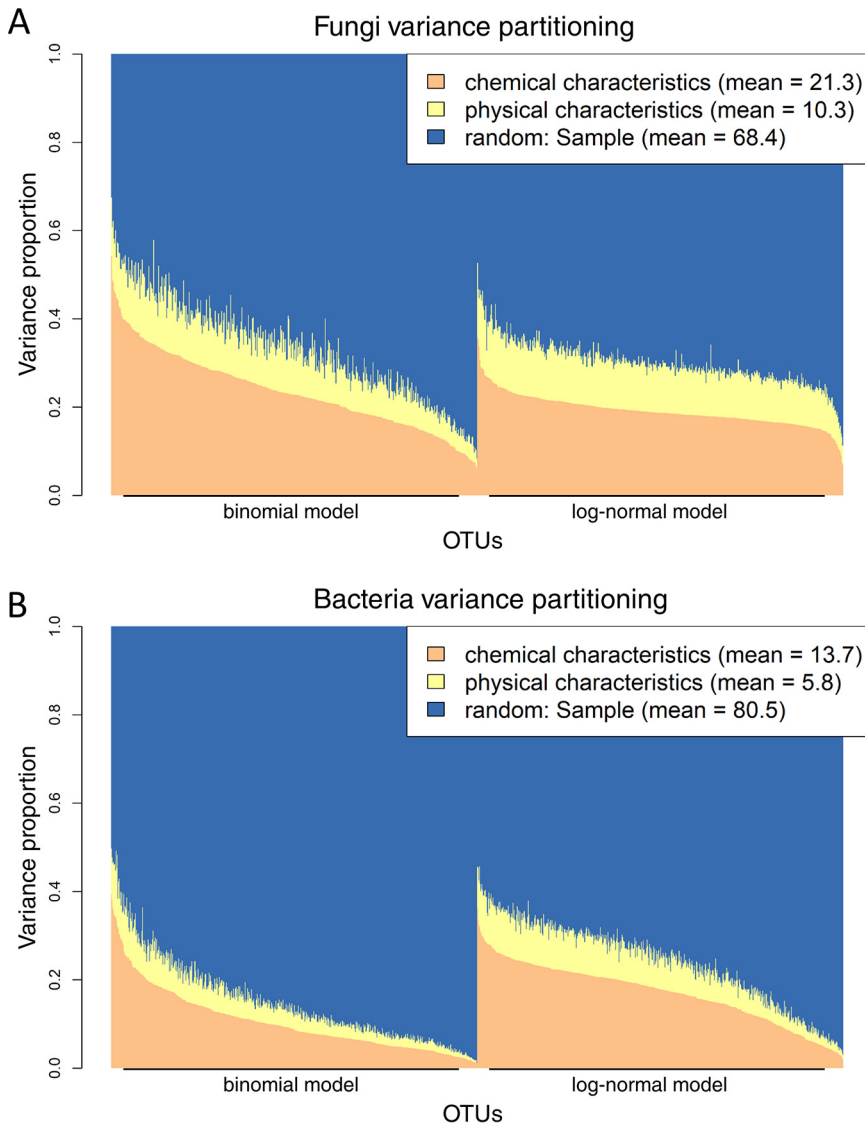 A
Fungi variance partitioning
chemical characteristics (mean = 21.3)
physical characteristics (mean = 10.3)
random: Sample (mean = 68.4)
Variance proportion
1.0
0.8
0.6
0.4
0.2
0.0
binomial model
log-normal model
OTUs
B
Bacteria variance partitioning
chemical characteristics (mean = 13.7)
physical characteristics (mean = 5.8)
random: Sample (mean = 80.5)
Variance proportion
1.0
0.8
0.6
0.4
0.2
0.0
binomial model
log-normal model
OTUs